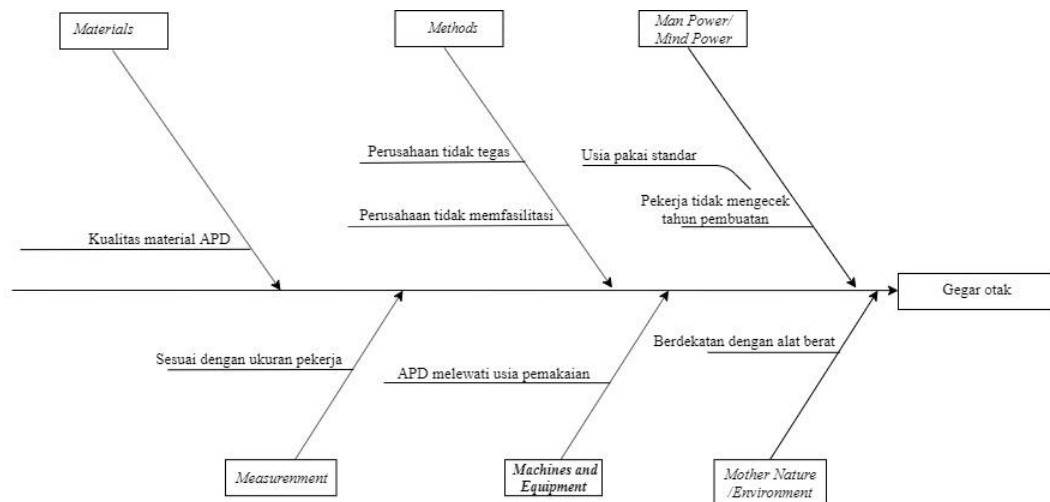 Materials
Methods
Man Power/
Mind Power
Perusahaan tidak tegas
Usia pakai standar
Perusahaan tidak memfasilitasi
Pekerja tidak mengecek
tahun pembuatan
Kualitas material APD
Gegar otak
Sesuai dengan ukuran pekerja
APD melewati usia pemakaian
Berdekatan dengan alat berat
Measurenment
Machines and
Equipment
Mother Nature
/Environment